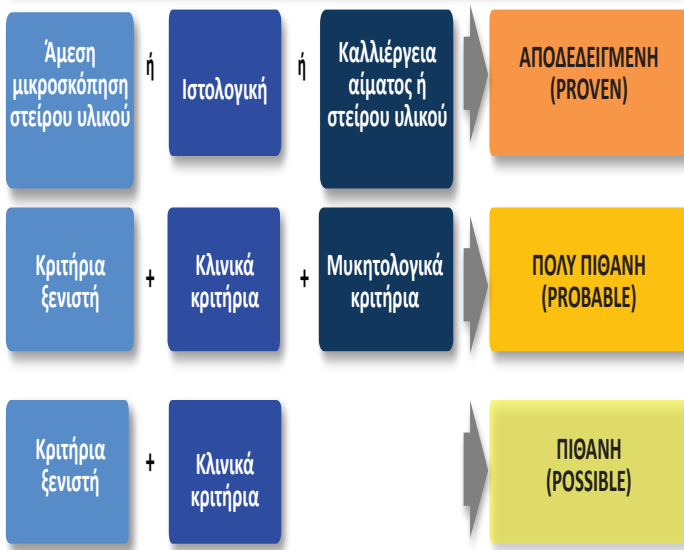 Άμεση
μικροσκόπηση
στείρου υλικού
ή
Ιστολογική
ή
Καλλιέργεια
αίματος ή
στείρου υλικού
ΑΠΟΔΕΔΕΙΓΜΕΝΗ
(PROVEN)
Κριτήρια
ξενιστή
+
Κλινικά
κριτήρια
+
Μυκητολογικά
κριτήρια
ΠΟΛΥ ΠΙΘΑΝΗ
(PROBABLE)
Κριτήρια
ξενιστή
+
Κλινικά
κριτήρια
ΠΙΘΑΝΗ
(POSSIBLE)